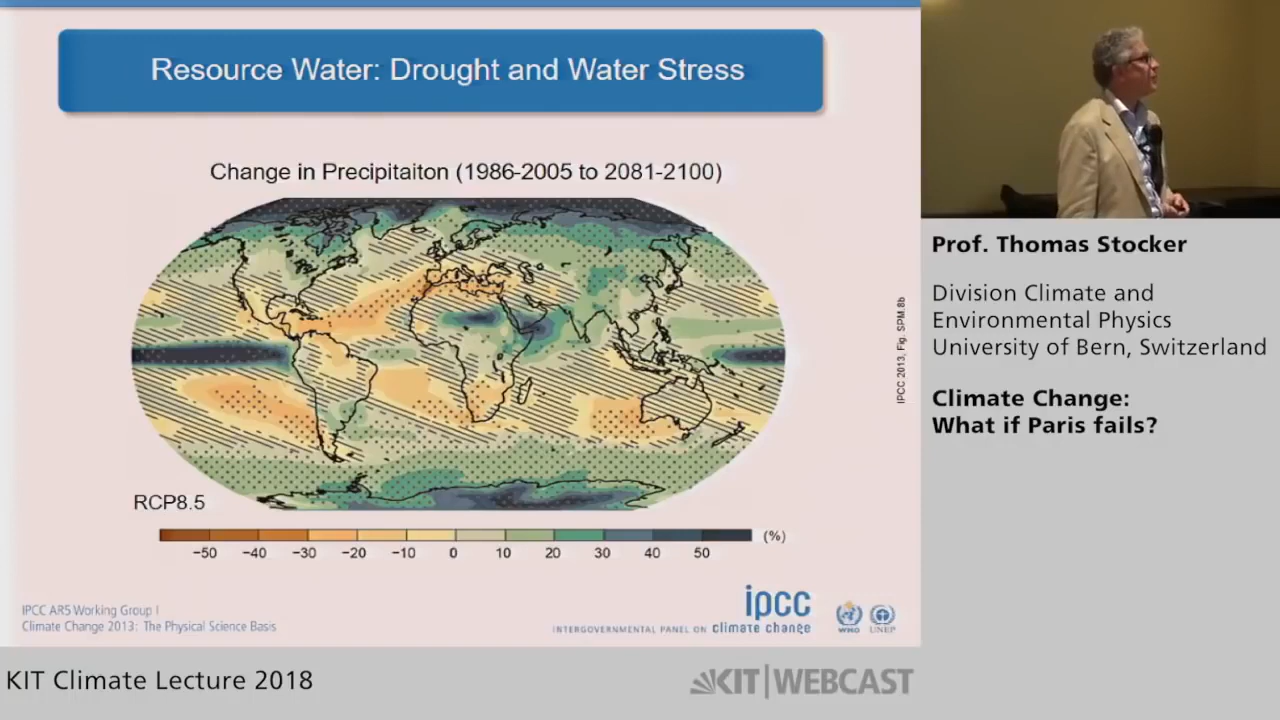 Resource Water: Drought and Water Stress
Change in Precipitaiton (1986-2005 to 2081-2100)
IPCC 2013, Fig. SPM.8b
RCP8.5
(%)
−50 −40 −30 −20 −10 0 10 20 30 40 50
IPCC AR5 Working Group I
Climate Change 2013: The Physical Science Basis
ipcc
INTERGOVERNMENTAL PANEL ON climate change
WMO UNEP
Prof. Thomas Stocker
Division Climate and
Environmental Physics
University of Bern, Switzerland
Climate Change:
What if Paris fails?
KIT Climate Lecture 2018
KIT|WEBCAST